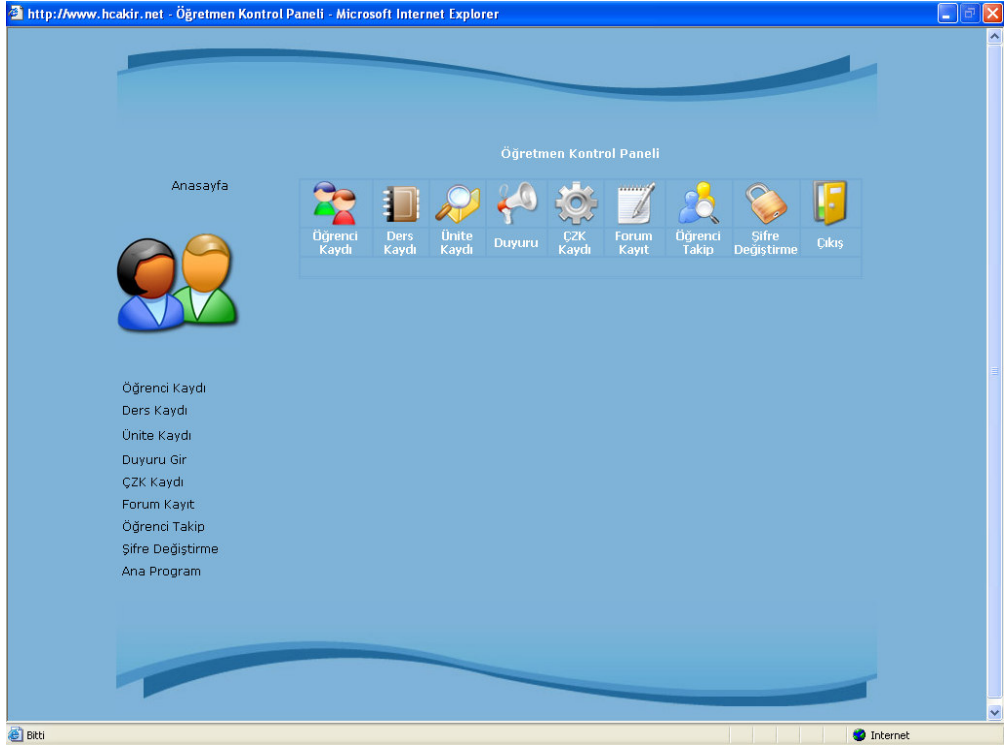 http://www.hcakir.net - Öğretmen Kontrol Paneli - Microsoft Internet Explorer
Öğretmen Kontrol Paneli
Anasayfa
Öğrenci Kaydı
Ders Kaydı
Ünite Kaydı
Duyuru
ÇZK Kaydı
Forum Kayıt
Öğrenci Takip
Şifre Değiştirme
Çıkış
Öğrenci Kaydı
Ders Kaydı
Ünite Kaydı
Duyuru Gir
ÇZK Kaydı
Forum Kayıt
Öğrenci Takip
Şifre Değiştirme
Ana Program
Bitti
Internet